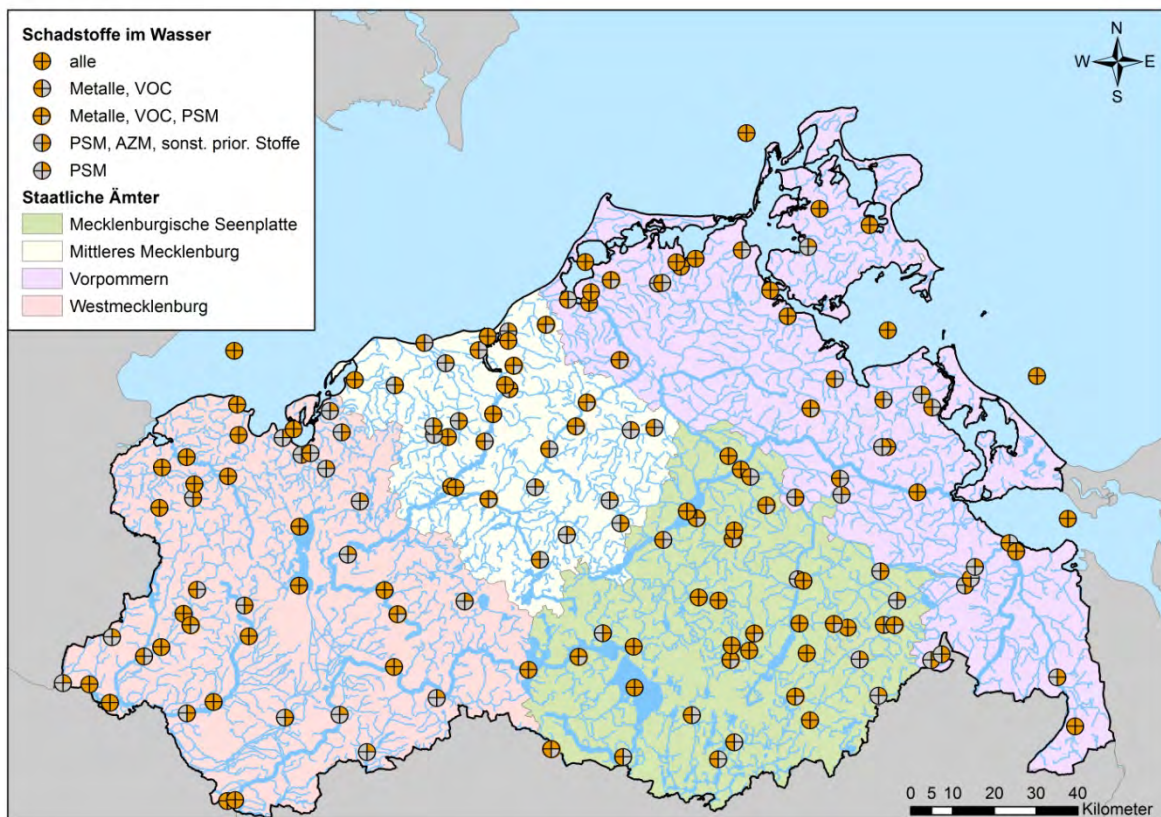 Schadstoffe im Wasser
alle
Metalle, VOC
Metalle, VOC, PSM
PSM, AZM, sonst. prior. Stoffe
PSM
Staatliche Ämter
Mecklenburgische Seenplatte
Mittleres Mecklenburg
Vorpommern
Westmecklenburg
N
W E
S
0 5 10 20 30 40
Kilometer